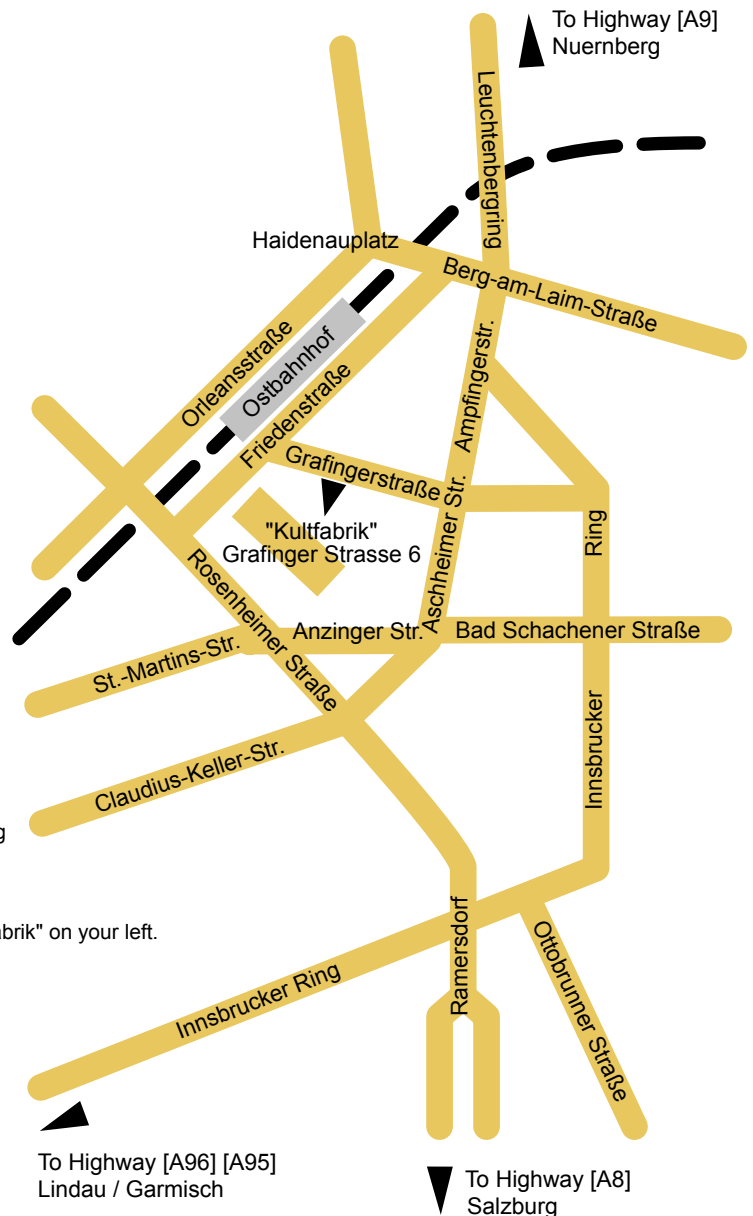 To Highway [A9]
Nuernberg
Leuchtenbergring
Haidenauplatz
Berg-am-Laim-Straße
Orleansstraße
Ostbahnhof
Friedenstraße
Ampfingerstr.
Grafingerstraße
"Kultfabrik"
Grafinger Strasse 6
Aschheimer Str.
Ring
Rosenheimer Straße
Anzinger Str.
Bad Schachener Straße
St.-Martins-Str.
Claudius-Keller-Str.
Innsbrucker
g
abrik" on your left.
Ramersdorf
Ottobrunner Straße
Innsbrucker Ring
To Highway [A96] [A95]
Lindau / Garmisch
To Highway [A8]
Salzburg